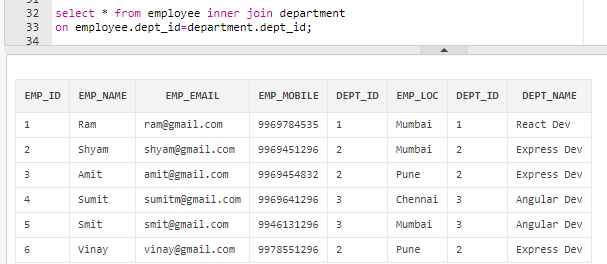 31
32 select * from employee inner join department
33 on employee.dept_id=department.dept_id;
34
EMP_ID EMP_NAME EMP_EMAIL EMP_MOBILE DEPT_ID EMP_LOC DEPT_ID DEPT_NAME
1 Ram ram@gmail.com 9969784535 1 Mumbai 1 React Dev
2 Shyam shyam@gmail.com 9969451296 2 Mumbai 2 Express Dev
3 Amit amit@gmail.com 9969454832 2 Pune 2 Express Dev
4 Sumit sumitm@gmail.com 9969641296 3 Chennai 3 Angular Dev
5 Smit smit@gmail.com 9946131296 3 Mumbai 3 Angular Dev
6 Vinay vinay@gmail.com 9978551296 2 Pune 2 Express Dev